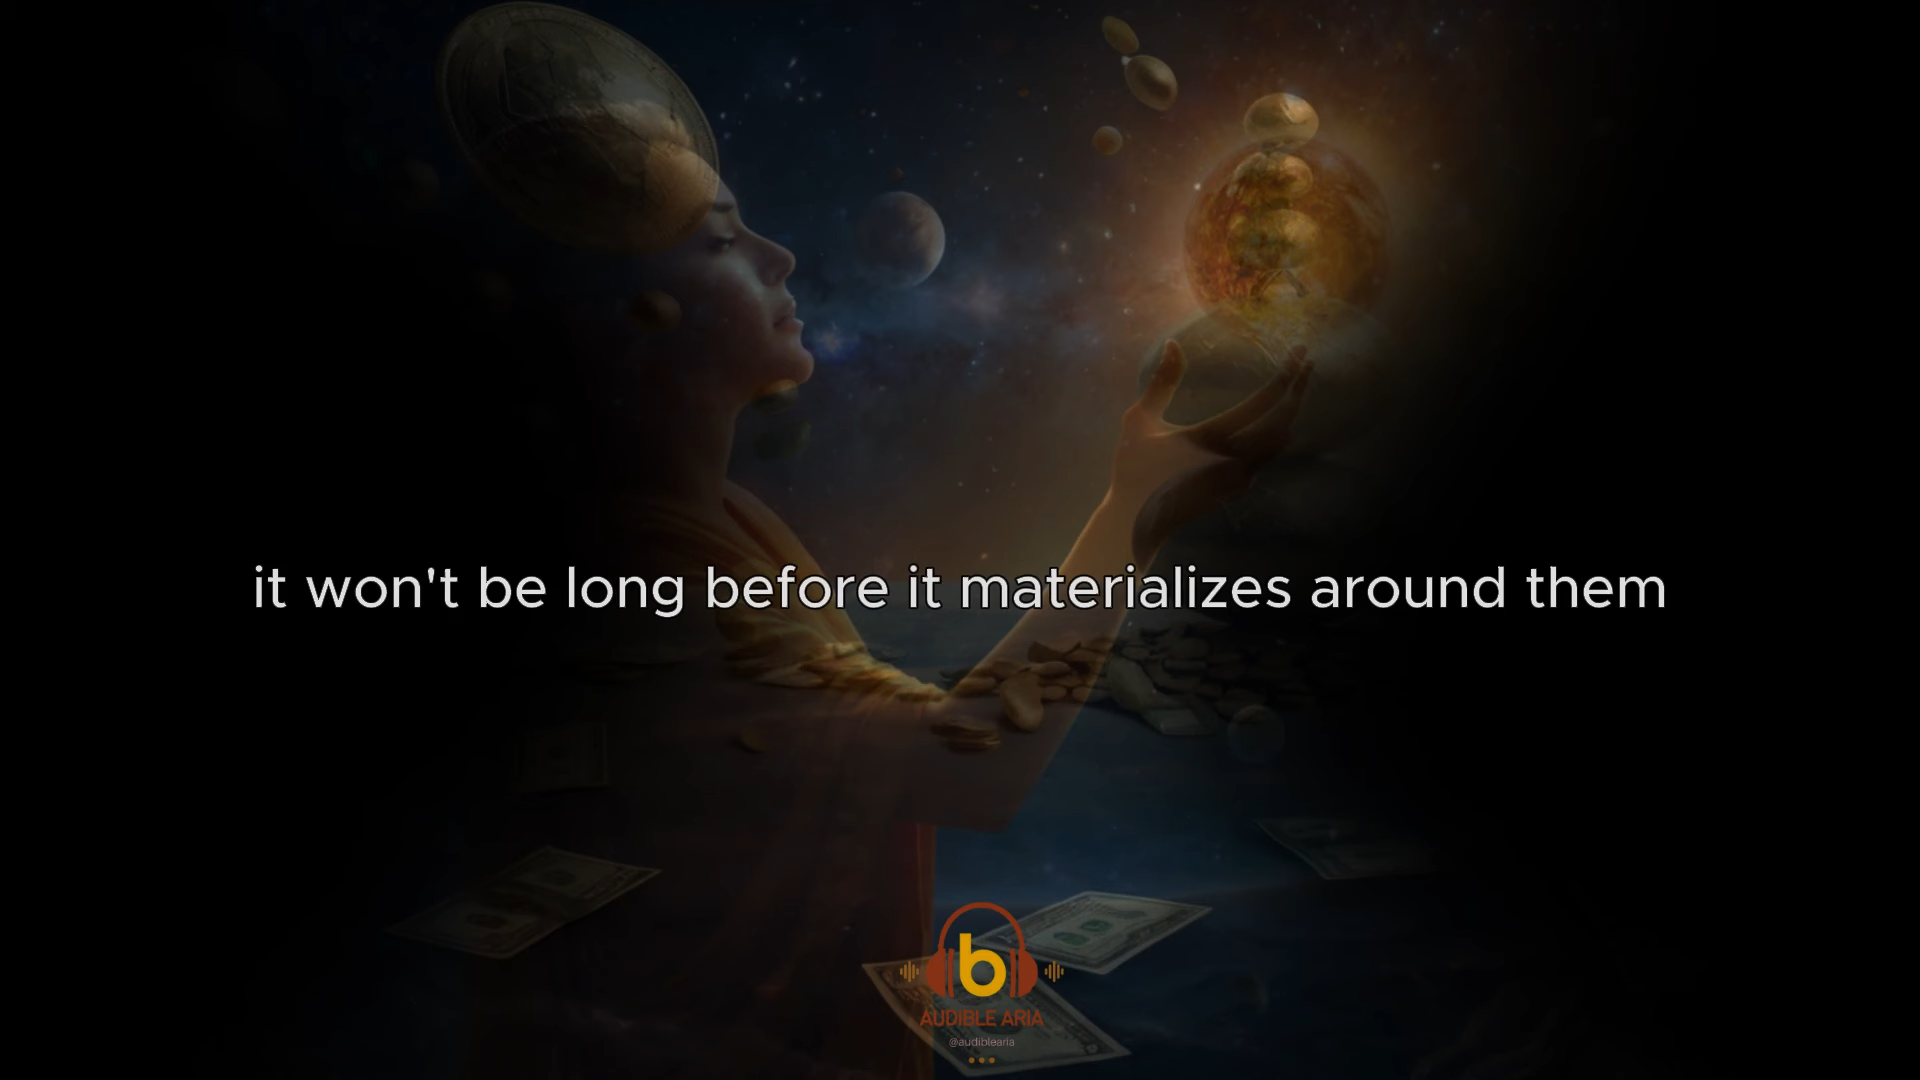 it won't be long before it materializes around them
b
AUDIBLE ARIA
@audiblearia